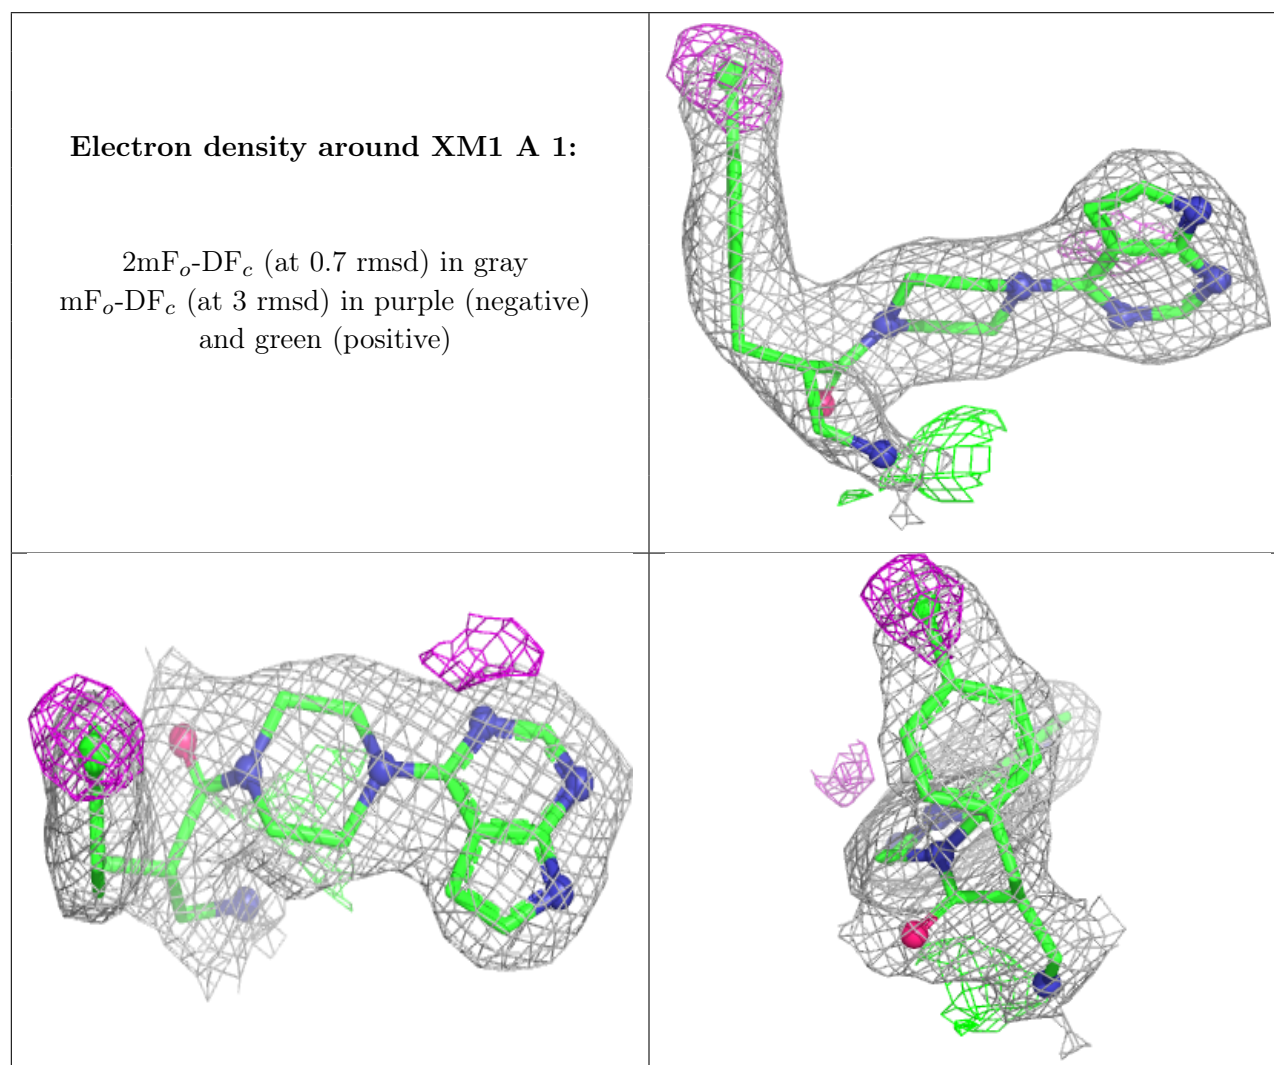 Electron density around XM1 A 1:
2mFo-DFc (at 0.7 rmsd) in gray
mFo-DFc (at 3 rmsd) in purple (negative)
and green (positive)